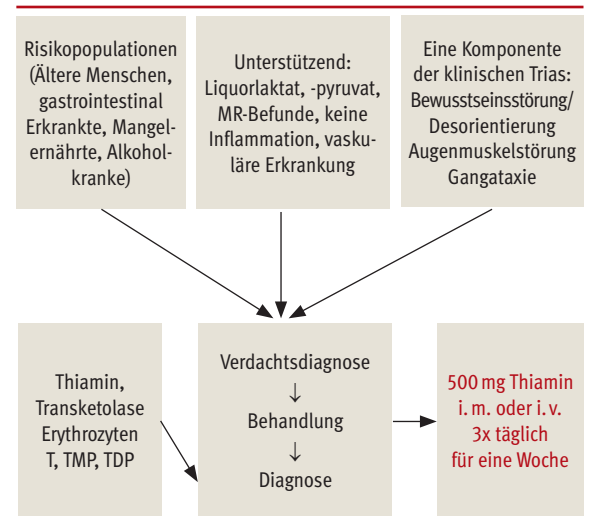 Risikopopulationen
(Ältere Menschen,
gastrointestinal
Erkrankte, Mangel-
ernährte, Alkohol-
kranke)
Unterstützend:
Liquorlaktat, -pyruvat,
MR-Befunde, keine
Inflammation, vasku-
läre Erkrankung
Eine Komponente
der klinischen Trias:
Bewusstseinsstörung/
Desorientierung
Augenmuskelstörung
Gangataxie
Thiamin,
Transketolase
Erythrozyten
T, TMP, TDP
Verdachtsdiagnose
↓
Behandlung
↓
Diagnose
500 mg Thiamin
i. m. oder i. v.
3x täglich
für eine Woche